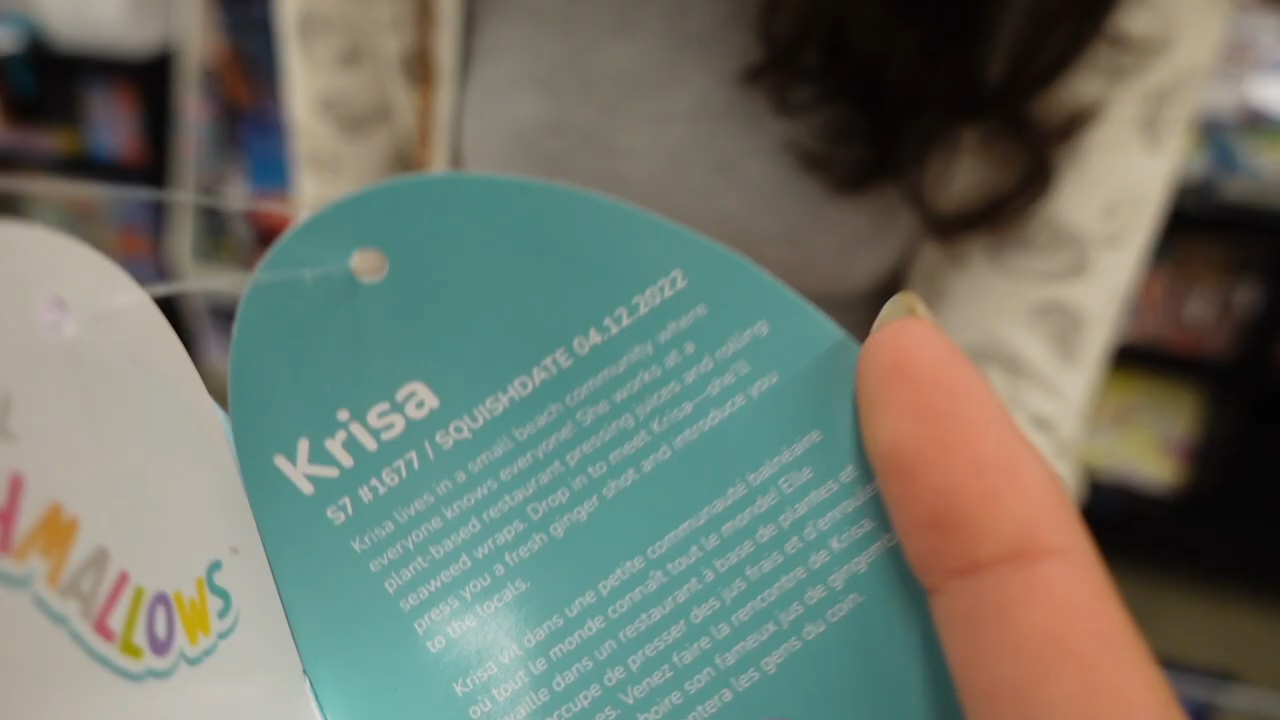 MALLOWS
Krisa
S7 #1677 / SQUISHDATE 04.12.2022
Krisa lives in a small beach community where
everyone knows everyone! She works at a
plant-based restaurant pressing juices and rolling
seaweed wraps. Drop in to meet Krisa—she'll
press you a fresh ginger shot and introduce you
to the locals.
Krisa vit dans une petite communauté balnéaire
où tout le monde connaît tout le monde! Elle
vaille dans un restaurant à base de plantes et
occupe de presser des jus frais et d'enrouler
es. Venez faire la rencontre de Krisa.
boire son fameux jus de gingem
ntera les gens du coin.